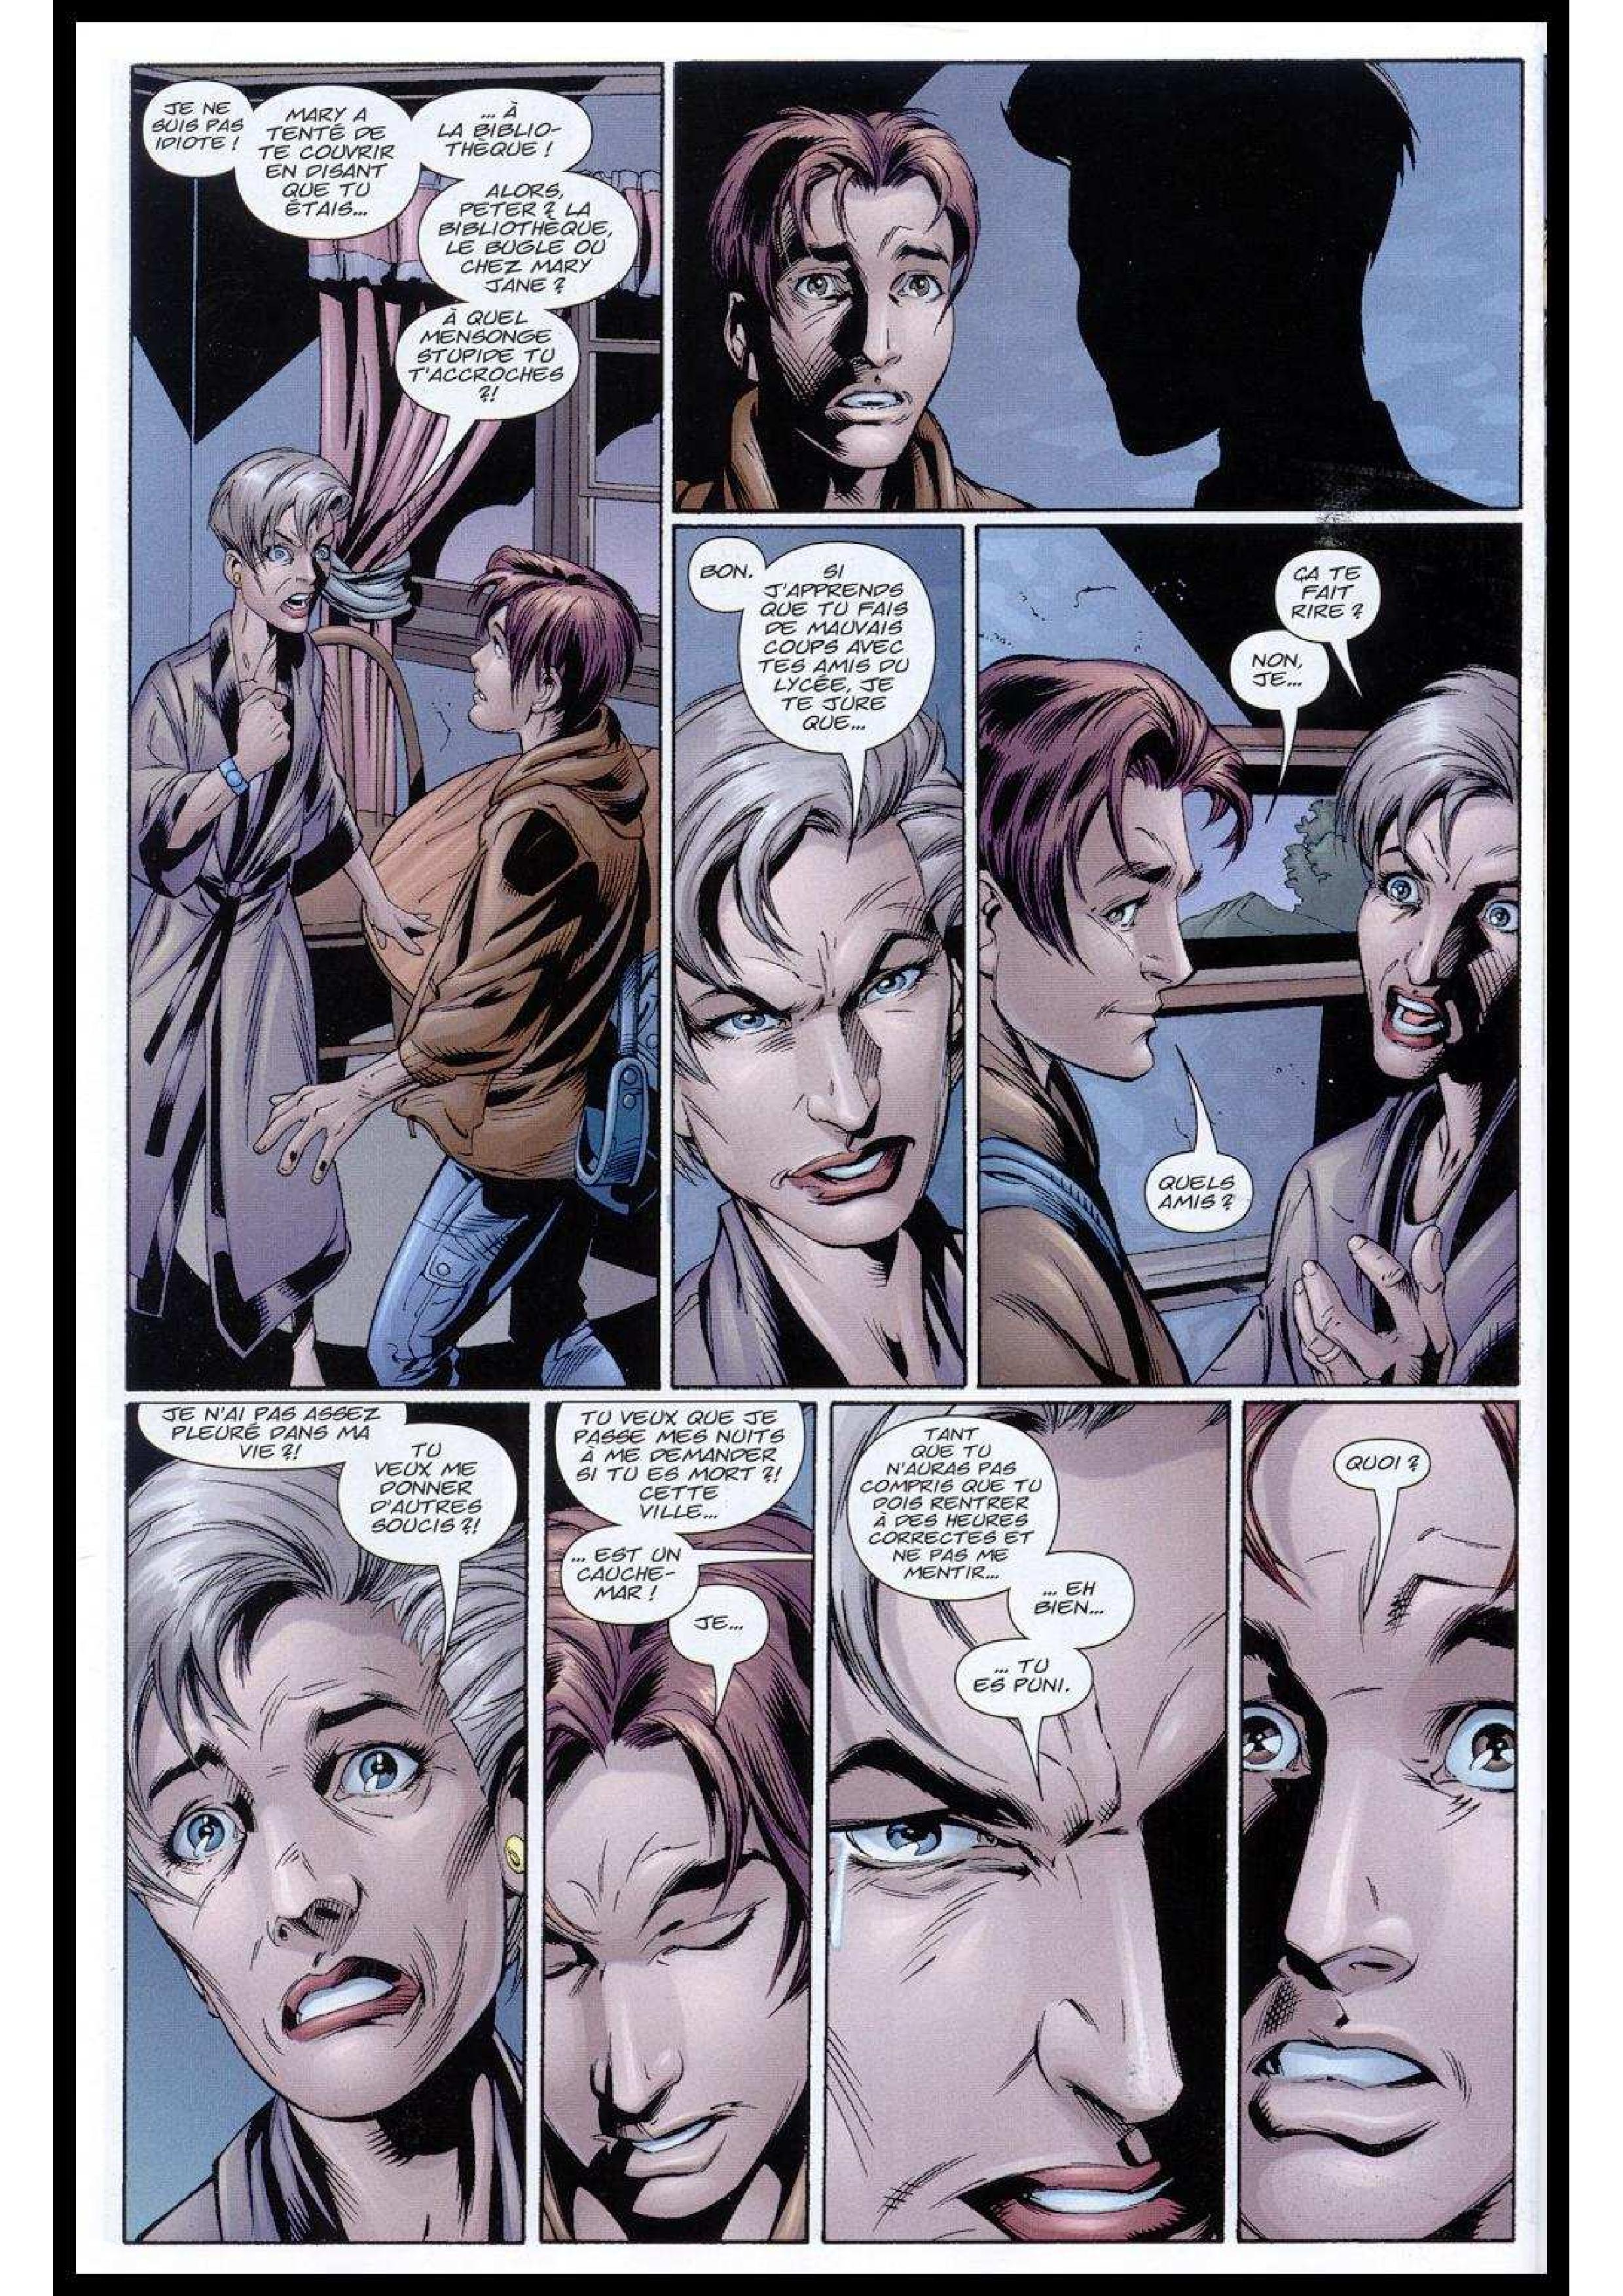 JE NE
SUIS PAS
IDIOTE !
MARY A
TENTÉ DE
TE COUVRIR
EN DISANT
QUE TU
ÊTAIS...
... À
LA BIBLIO-
THÈQUE !
ALORS,
PETER ? LA
BIBLIOTHÈQUE,
LE BUGLE OU
CHEZ MARY
JANE ?
À QUEL
MENSONGE
STUPIDE TU
T'ACCROCHES
?!
BON.
SI
J'APPRENDS
QUE TU FAIS
DE MAUVAIS
COUPS AVEC
TES AMIS DU
LYCÉE, JE
TE JURE
QUE...
ÇA TE
FAIT
RIRE ?
NON,
JE...
QUELS
AMIS ?
JE N'AI PAS ASSEZ
PLEURÉ DANS MA
VIE ?!
TU
VEUX ME
DONNER
D'AUTRES
SOUCIS ?!
TU VEUX QUE JE
PASSE MES NUITS
À ME DEMANDER
SI TU ES MORT ?!
CETTE
VILLE...
... EST UN
CAUCHE-
MAR !
JE...
TANT
QUE TU
N'AURAS PAS
COMPRIS QUE TU
DOIS RENTRER
À DES HEURES
CORRECTES ET
NE PAS ME
MENTIR...
... EH
BIEN...
... TU
ES PUNI.
QUOI ?